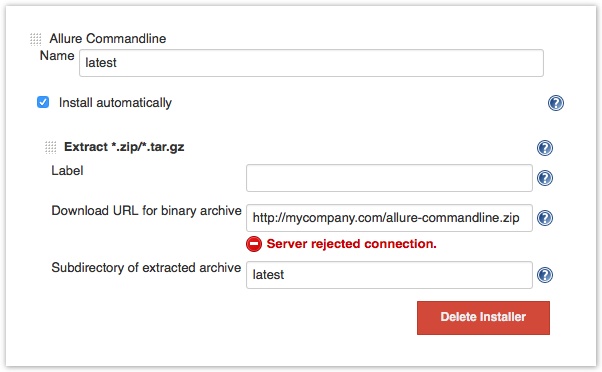 Allure Commandline
Name latest
Install automatically
Extract *.zip/*.tar.gz
Label
Download URL for binary archive http://mycompany.com/allure-commandline.zip
Server rejected connection.
Subdirectory of extracted archive latest
Delete Installer